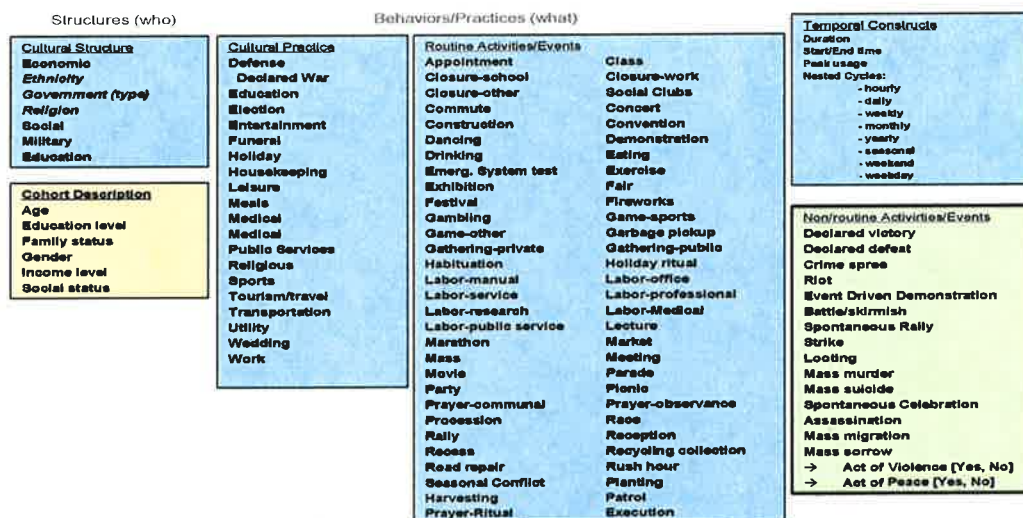 Structures (who)
Behaviors/Practices (what)
Cultural Structure
Economic
Ethnicity
Government (type)
Religion
Social
Military
Education
Cohort Description
Age
Education level
Family status
Gender
Income level
Social status
Cultural Practice
Defense
Declared War
Education
Election
Entertainment
Funeral
Holiday
Housekeeping
Leisure
Meals
Medical
Medical
Public Services
Religious
Sports
Tourism/travel
Transportation
Utility
Wedding
Work
Routine Activities/Events
Appointment Class
Closure-school Closure-work
Closure-other Social Clubs
Commute Concert
Construction Convention
Dancing Demonstration
Drinking Eating
Emerg. System test Exercise
Exhibition Fair
Festival Fireworks
Gambling Game-sports
Game-other Garbage pickup
Gathering-private Gathering-public
Habituation Holiday ritual
Labor-manual Labor-office
Labor-service Labor-professional
Labor-research Labor-Medical
Labor-public service Lecture
Marathon Market
Mass Meeting
Movie Parade
Party Picnic
Prayer-communal Prayer-observance
Procession Race
Rally Reception
Recess Recycling collection
Road repair Rush hour
Seasonal Conflict Planting
Harvesting Patrol
Prayer-Ritual Execution
Temporal Constructs
Duration
Start/End time
Peak usage
Nested Cycles:
- hourly
- daily
- weekly
- monthly
- yearly
- seasonal
- weekend
- weekday
Non/routine Activities/Events
Declared victory
Declared defeat
Crime spree
Riot
Event Driven Demonstration
Battle/skirmish
Spontaneous Rally
Strike
Looting
Mass murder
Mass suicide
Spontaneous Celebration
Assassination
Mass migration
Mass sorrow
→ Act of Violence [Yes, No]
→ Act of Peace [Yes, No]